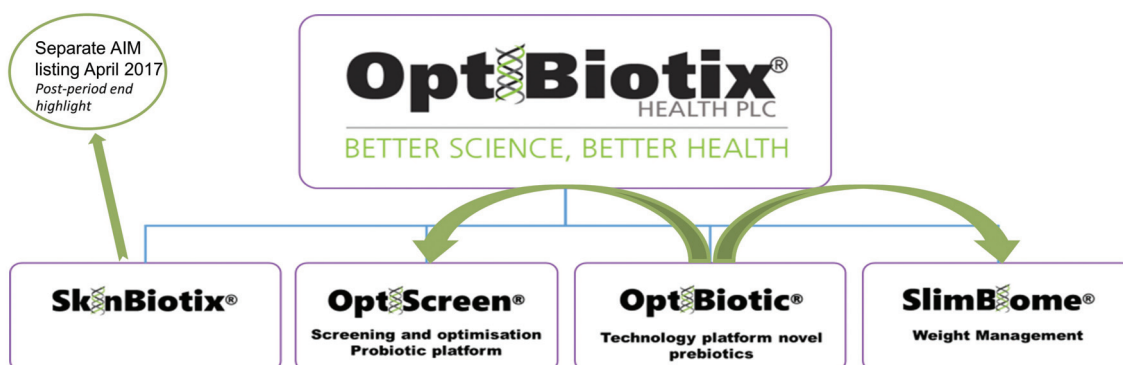 Separate AIM
listing April 2017
Post-period end
highlight
OptiBiotix®
HEALTH PLC
BETTER SCIENCE, BETTER HEALTH
SkinBiotix®
OptiScreen®
Screening and optimisation
Probiotic platform
OptiBiotic®
Technology platform novel
prebiotics
SlimBiome®
Weight Management